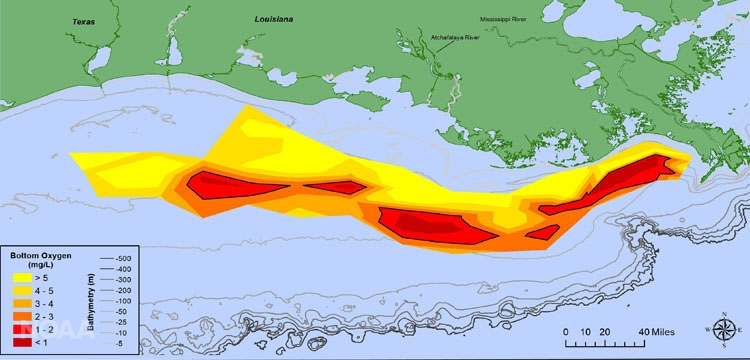 Texas
Louisiana
Mississippi River
Atchafalaya River
Bottom Oxygen
(mg/L)
> 5
4 - 5
3 - 4
2 - 3
1 - 2
< 1
NOAA
Bathymetry (m)
-500
-400
-300
-200
-100
-50
-25
-10
-5
0 10 20 40 Miles
N
W E
S